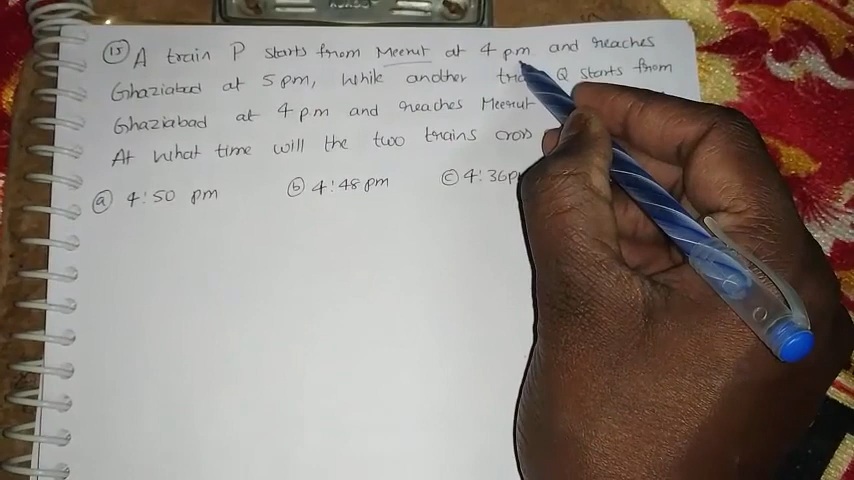 15 A train P starts from Meerut at 4 pm and reaches
Ghaziabad at 5 pm, While another Q starts from
Ghaziabad at 4 p.m and reaches Meerut
At what time will the two trains cross
a 4:50 pm b 4:48 pm c 4:36